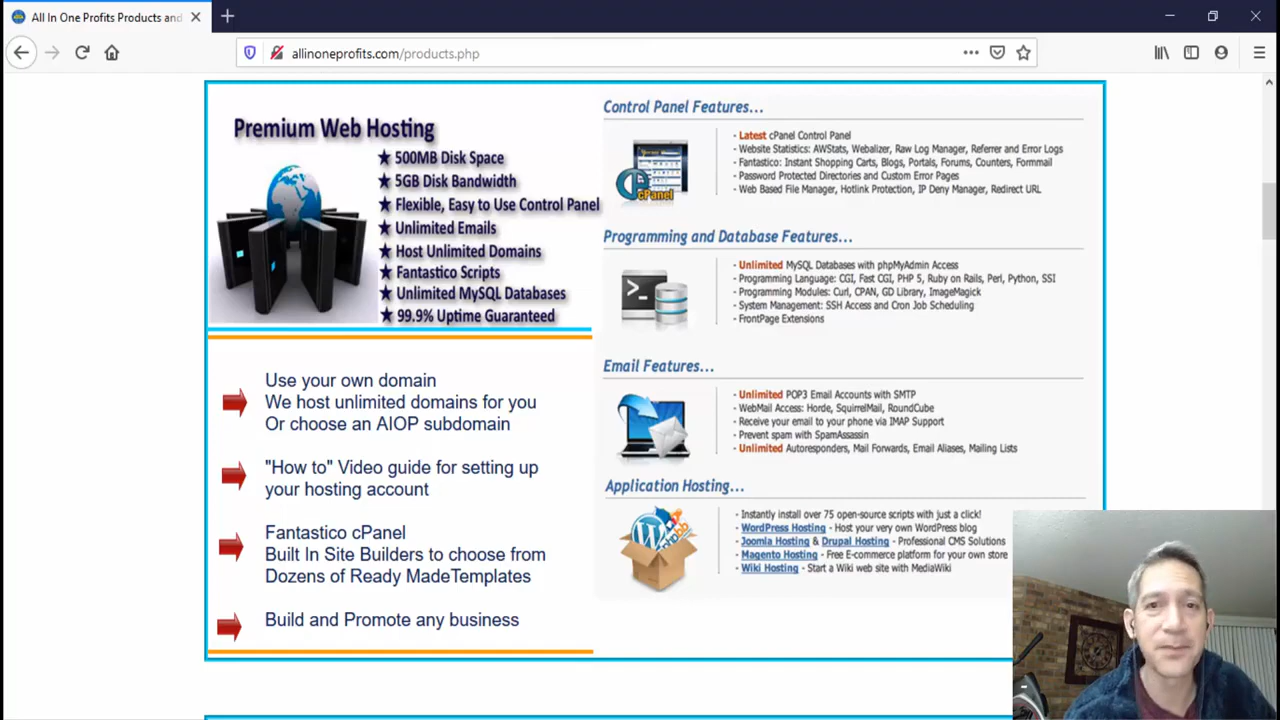 All In One Profits Products and
allinoneprofits.com/products.php
Premium Web Hosting
★ 500MB Disk Space
★ 5GB Disk Bandwidth
★ Flexible, Easy to Use Control Panel
★ Unlimited Emails
★ Host Unlimited Domains
★ Fantastico Scripts
★ Unlimited MySQL Databases
★ 99.9% Uptime Guaranteed
Use your own domain
We host unlimited domains for you
Or choose an AIOP subdomain
"How to" Video guide for setting up
your hosting account
Fantastico cPanel
Built In Site Builders to choose from
Dozens of Ready MadeTemplates
Build and Promote any business
Control Panel Features...
cPanel
- Latest cPanel Control Panel
- Website Statistics: AWStats, Webalizer, Raw Log Manager, Referrer and Error Logs
- Fantastico: Instant Shopping Carts, Blogs, Portals, Forums, Counters, Formmail
- Password Protected Directories and Custom Error Pages
- Web Based File Manager, Hotlink Protection, IP Deny Manager, Redirect URL
Programming and Database Features...
- Unlimited MySQL Databases with phpMyAdmin Access
- Programming Language: CGI, Fast CGI, PHP 5, Ruby on Rails, Perl, Python, SSI
- Programming Modules: Curl, CPAN, GD Library, ImageMagick
- System Management: SSH Access and Cron Job Scheduling
- FrontPage Extensions
Email Features...
- Unlimited POP3 Email Accounts with SMTP
- WebMail Access: Horde, SquirrelMail, RoundCube
- Receive your email to your phone via IMAP Support
- Prevent spam with SpamAssassin
- Unlimited Autoresponders, Mail Forwards, Email Aliases, Mailing Lists
Application Hosting...
- Instantly install over 75 open-source scripts with just a click!
- WordPress Hosting - Host your very own WordPress blog
- Joomla Hosting & Drupal Hosting - Professional CMS Solutions
- Magento Hosting - Free E-commerce platform for your own store
- Wiki Hosting - Start a Wiki web site with MediaWiki